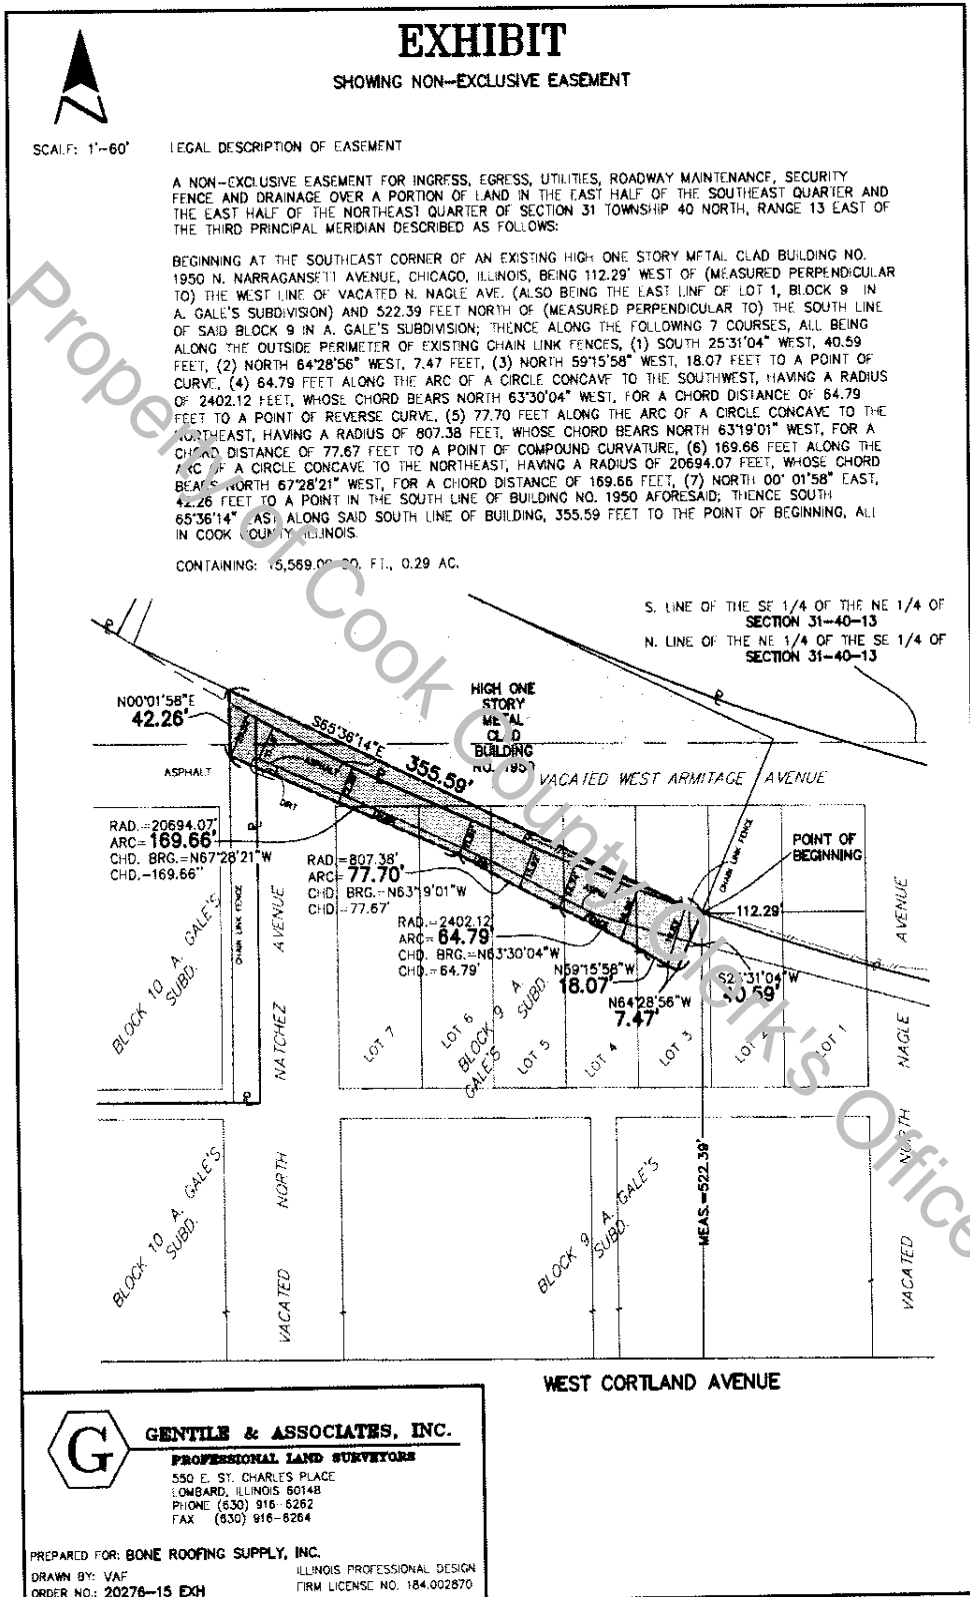 EXHIBIT
SHOWING NON-EXCLUSIVE EASEMENT
SCALE: 1"-60'
LEGAL DESCRIPTION OF EASEMENT
A NON-EXCLUSIVE EASEMENT FOR INGRESS, EGRESS, UTILITIES, ROADWAY MAINTENANCE, SECURITY
FENCE AND DRAINAGE OVER A PORTION OF LAND IN THE EAST HALF OF THE SOUTHEAST QUARTER AND
THE EAST HALF OF THE NORTHEAST QUARTER OF SECTION 31 TOWNSHIP 40 NORTH, RANGE 13 EAST OF
THE THIRD PRINCIPAL MERIDIAN DESCRIBED AS FOLLOWS:
BEGINNING AT THE SOUTHEAST CORNER OF AN EXISTING HIGH ONE STORY METAL CLAD BUILDING NO.
1950 N. NARRAGANSETT AVENUE, CHICAGO, ILLINOIS, BEING 112.29' WEST OF (MEASURED PERPENDICULAR
TO) THE WEST LINE OF VACATED N. NAGLE AVE. (ALSO BEING THE EAST LINE OF LOT 1, BLOCK 9 IN
A. GALE'S SUBDIVISION) AND 522.39 FEET NORTH OF (MEASURED PERPENDICULAR TO) THE SOUTH LINE
OF SAID BLOCK 9 IN A. GALE'S SUBDIVISION; THENCE ALONG THE FOLLOWING 7 COURSES, ALL BEING
ALONG THE OUTSIDE PERIMETER OF EXISTING CHAIN LINK FENCES, (1) SOUTH 25°31'04" WEST, 40.59
FEET, (2) NORTH 64°28'56" WEST, 7.47 FEET, (3) NORTH 59°15'58" WEST, 18.07 FEET TO A POINT OF
CURVE, (4) 64.79 FEET ALONG THE ARC OF A CIRCLE CONCAVE TO THE SOUTHWEST, HAVING A RADIUS
OF 2402.12 FEET, WHOSE CHORD BEARS NORTH 63°30'04" WEST, FOR A CHORD DISTANCE OF 64.79
FEET TO A POINT OF REVERSE CURVE, (5) 77.70 FEET ALONG THE ARC OF A CIRCLE CONCAVE TO THE
NORTHEAST, HAVING A RADIUS OF 807.38 FEET, WHOSE CHORD BEARS NORTH 63°19'01" WEST, FOR A
CHORD DISTANCE OF 77.67 FEET TO A POINT OF COMPOUND CURVATURE, (6) 169.66 FEET ALONG THE
ARC OF A CIRCLE CONCAVE TO THE NORTHEAST, HAVING A RADIUS OF 20694.07 FEET, WHOSE CHORD
BEARS NORTH 67°28'21" WEST, FOR A CHORD DISTANCE OF 169.66 FEET, (7) NORTH 00° 01'58" EAST,
42.26 FEET TO A POINT IN THE SOUTH LINE OF BUILDING NO. 1950 AFORESAID; THENCE SOUTH
65°36'14" EAST ALONG SAID SOUTH LINE OF BUILDING, 355.59 FEET TO THE POINT OF BEGINNING, ALL
IN COOK COUNTY, ILLINOIS.
CONTAINING: 15,569.00 SQ. FT., 0.29 AC.
S. LINE OF THE SE 1/4 OF THE NE 1/4 OF
SECTION 31-40-13
N. LINE OF THE NE 1/4 OF THE SE 1/4 OF
SECTION 31-40-13
N00°01'58"E
42.26'
S65°36'14"E
355.59'
HIGH ONE
STORY
METAL
CLAD
BUILDING
NO. 1950
VACATED WEST ARMITAGE AVENUE
ASPHALT
ASPHALT
DIRT
RAD.=20694.07'
ARC= 169.66'
CHD. BRG.=N67°28'21"W
CHD.-169.66"
RAD.=807.38'
ARC= 77.70'
CHD. BRG.=N63°19'01"W
CHD.-77.67'
RAD.=2402.12
ARC= 64.79'
CHD. BRG.=N63°30'04"W
CHD.=64.79'
N59°15'58"W
18.07'
N64°28'56"W
7.47'
S25°31'04"W
40.59'
CHAIN LINK FENCE
POINT OF
BEGINNING
112.29'
CHAIN LINK FENCE
BLOCK 10 A. GALE'S
SUBD.
VACATED NORTH NATCHEZ AVENUE
LOT 7
LOT 6
BLOCK 9 A.
GALE'S SUBD.
LOT 5
LOT 4
LOT 3
LOT 2
LOT 1
VACATED NORTH NAGLE AVENUE
BLOCK 10 A. GALE'S
SUBD.
BLOCK 9 A. GALE'S
SUBD.
MEAS.=522.39'
WEST CORTLAND AVENUE
Property of Cook County Clerk's Office
G
GENTILE & ASSOCIATES, INC.
PROFESSIONAL LAND SURVEYORS
550 E. ST. CHARLES PLACE
LOMBARD, ILLINOIS 60148
PHONE (630) 916-6262
FAX (630) 916-6264
PREPARED FOR: BONE ROOFING SUPPLY, INC.
DRAWN BY: VAF
ORDER NO.: 20276-15 EXH
ILLINOIS PROFESSIONAL DESIGN
FIRM LICENSE NO. 184.002870